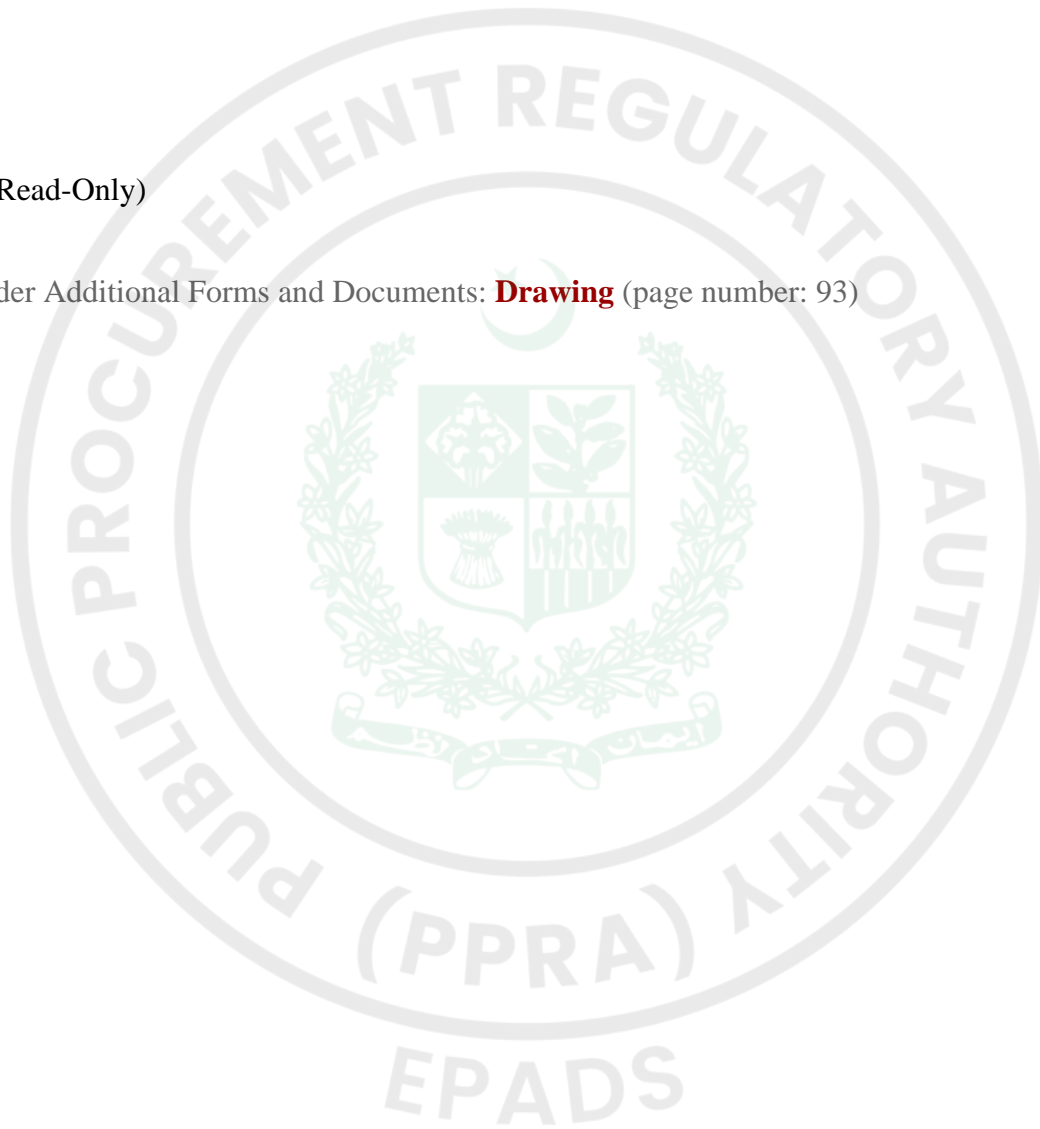 Read-Only)
der Additional Forms and Documents: Drawing (page number: 93)
PUBLIC PROCUREMENT REGULATORY AUTHORITY
(PPRA)
EPADS